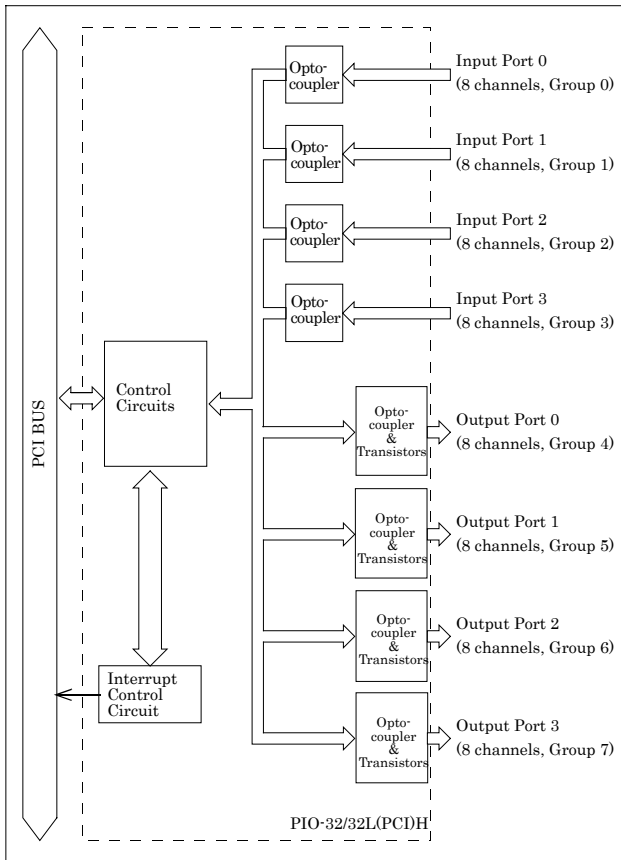 Opto-
coupler
Input Port 0
(8 channels, Group 0)
Opto-
coupler
Input Port 1
(8 channels, Group 1)
Opto-
coupler
Input Port 2
(8 channels, Group 2)
Opto-
coupler
Input Port 3
(8 channels, Group 3)
PCI BUS
Control
Circuits
Opto-
coupler
&
Transistors
Output Port 0
(8 channels, Group 4)
Opto-
coupler
&
Transistors
Output Port 1
(8 channels, Group 5)
Opto-
coupler
&
Transistors
Output Port 2
(8 channels, Group 6)
Interrupt
Control
Circuit
Opto-
coupler
&
Transistors
Output Port 3
(8 channels, Group 7)
PIO-32/32L(PCI)H